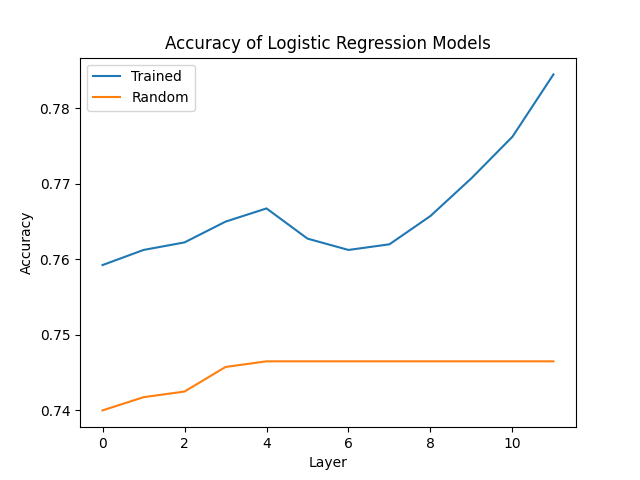 Accuracy of Logistic Regression Models
Trained
Random
0.78
0.77
0.76
0.75
0.74
Accuracy
0 2 4 6 8 10
Layer